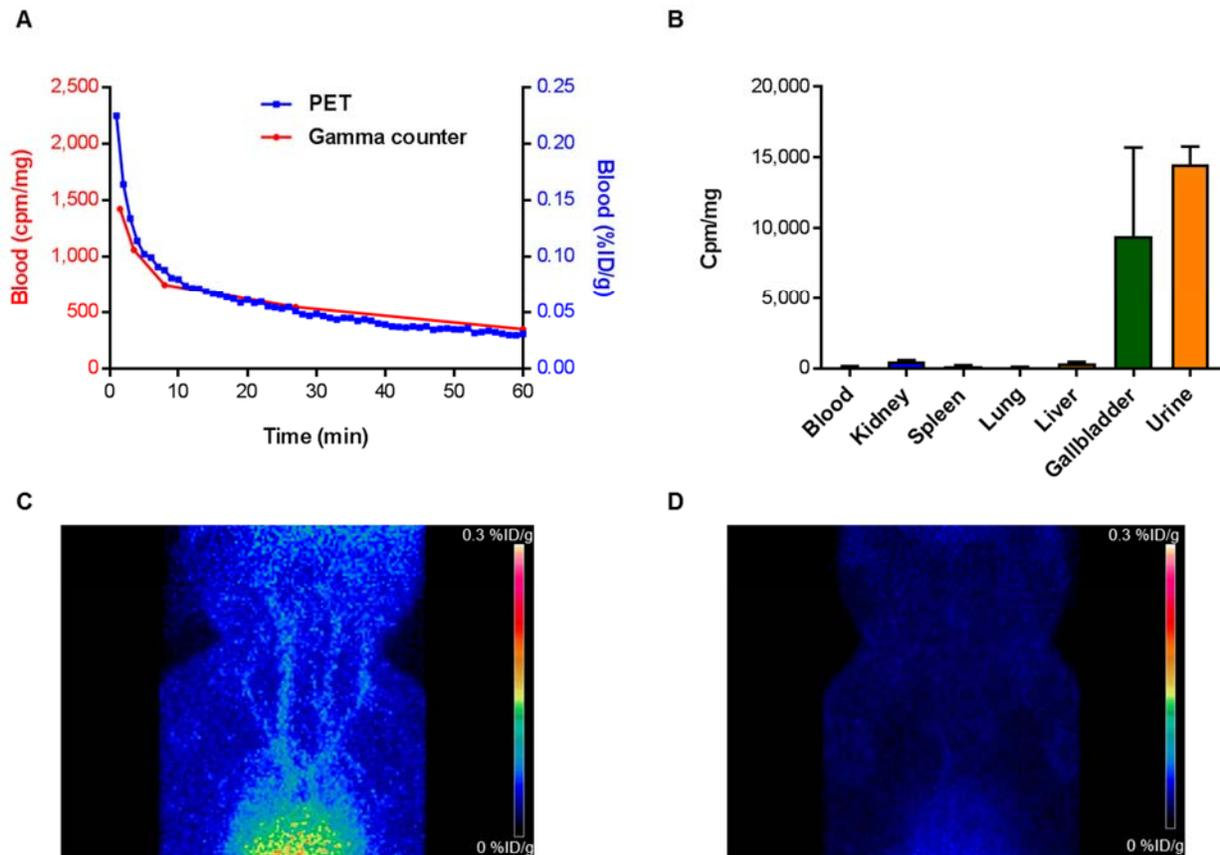 A
B
2,500
2,000
1,500
1,000
500
0
Blood (cpm/mg)
PET
Gamma counter
0.25
0.20
0.15
0.10
0.05
0.00
Blood (%ID/g)
0
10
20
30
40
50
60
Time (min)
20,000
15,000
10,000
5,000
0
Cpm/mg
Blood
Kidney
Spleen
Lung
Liver
Gallbladder
Urine
C
D
0.3 %ID/g
0 %ID/g
0.3 %ID/g
0 %ID/g